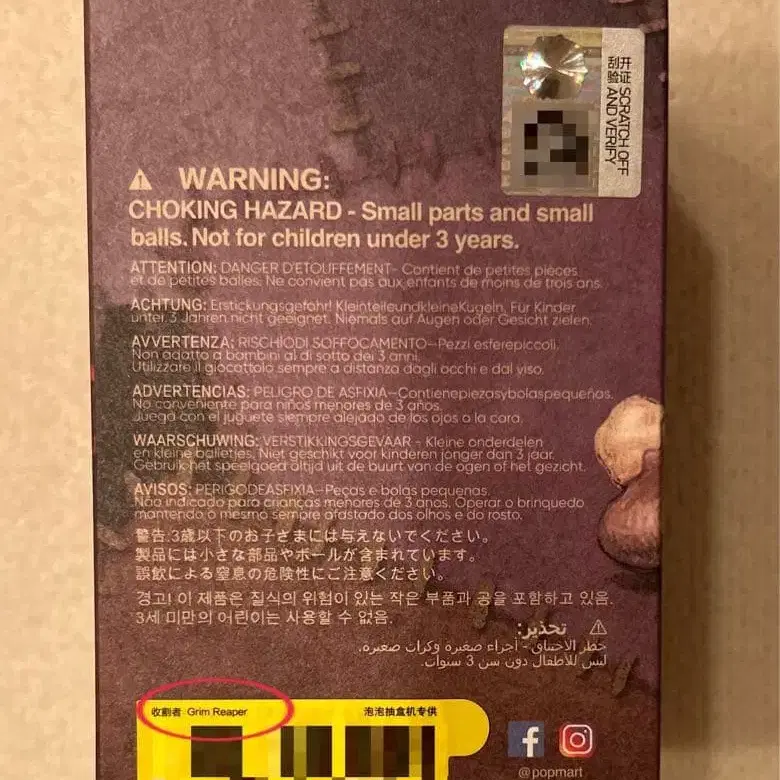 开 SCRATCH OFF
证
刮 AND VERIFY
验
⚠ WARNING:
CHOKING HAZARD - Small parts and small
balls. Not for children under 3 years.
ATTENTION: DANGER D'ETOUFFEMENT- Contient de petites pièces
et de petites balles. Ne convient pas aux enfants de moins de trois ans.
ACHTUNG: Erstickungsgefahr! KleinteileundkleineKugeln. Für Kinder
unter 3 Jahren nicht geeignet. Niemals auf Augen oder Gesicht zielen.
AVVERTENZA: RISCHIODI SOFFOCAMENTO—Pezzi esferepiccoli.
Non adatto a bambini al di sotto dei 3 anni.
Utilizzare il giocattolo sempre a distanza dagli occhi e dal viso.
ADVERTENCIAS: PELIGRO DE ASFIXIA—Contienepiezasybolaspequeñas.
No conveniente para niños menores de 3 años.
Juega con el juguete siempre alejado de los ojos o la cara.
WAARSCHUWING: VERSTIKKINGSGEVAAR - Kleine onderdelen
en kleine balletjes. Niet geschikt voor kinderen jonger dan 3 jaar.
Gebruik het speelgoed altijd uit de buurt van de ogen of het gezicht.
AVISOS: PERIGODEASFIXIA—Peças e bolas pequenas.
Não indicado para crianças menores de 3 anos. Operar o brinquedo
mantendo o mesmo sempre afastado dos olhos e do rosto.
警告:3歳以下のお子さまには与えないでください。
製品には小さな部品やボールが含まれています。
誤飲による窒息の危険性にご注意ください。
경고! 이 제품은 질식의 위험이 있는 작은 부품과 공을 포함하고 있음.
3세 미만의 어린이는 사용할 수 없음.
⚠ تحذير:
خطر الاختناق - أجزاء صغيرة وكرات صغيرة.
ليس للأطفال دون سن 3 سنوات.
收割者 Grim Reaper
泡泡抽盒机专供
@popmart